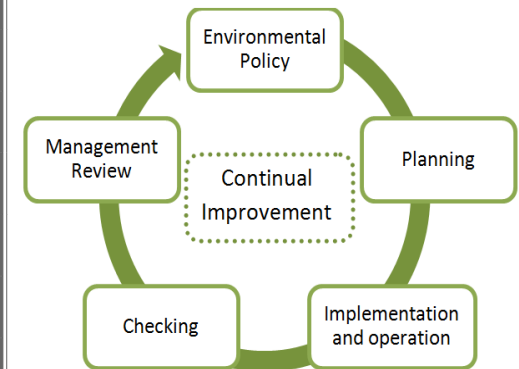 Environmental
Policy
Planning
Implementation
and operation
Checking
Management
Review
Continual
Improvement